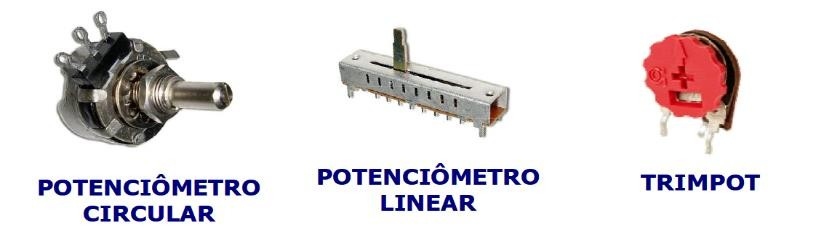 POTENCIÔMETRO
CIRCULAR
POTENCIÔMETRO
LINEAR
TRIMPOT